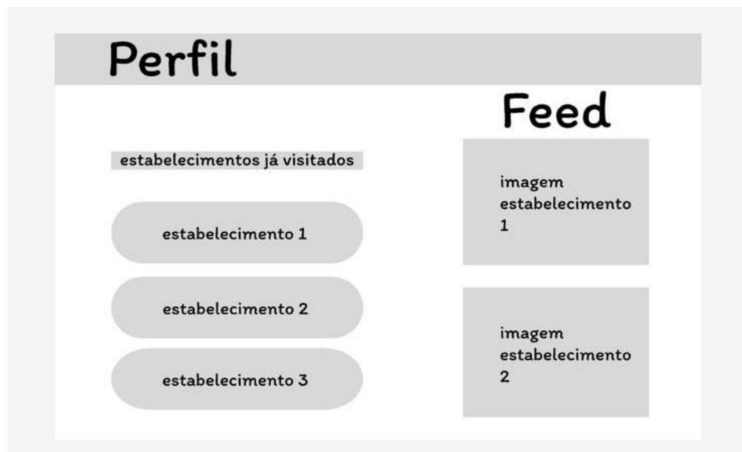 Perfil
estabelecimentos já visitados
estabelecimento 1
estabelecimento 2
estabelecimento 3
Feed
imagem
estabelecimento
1
imagem
estabelecimento
2